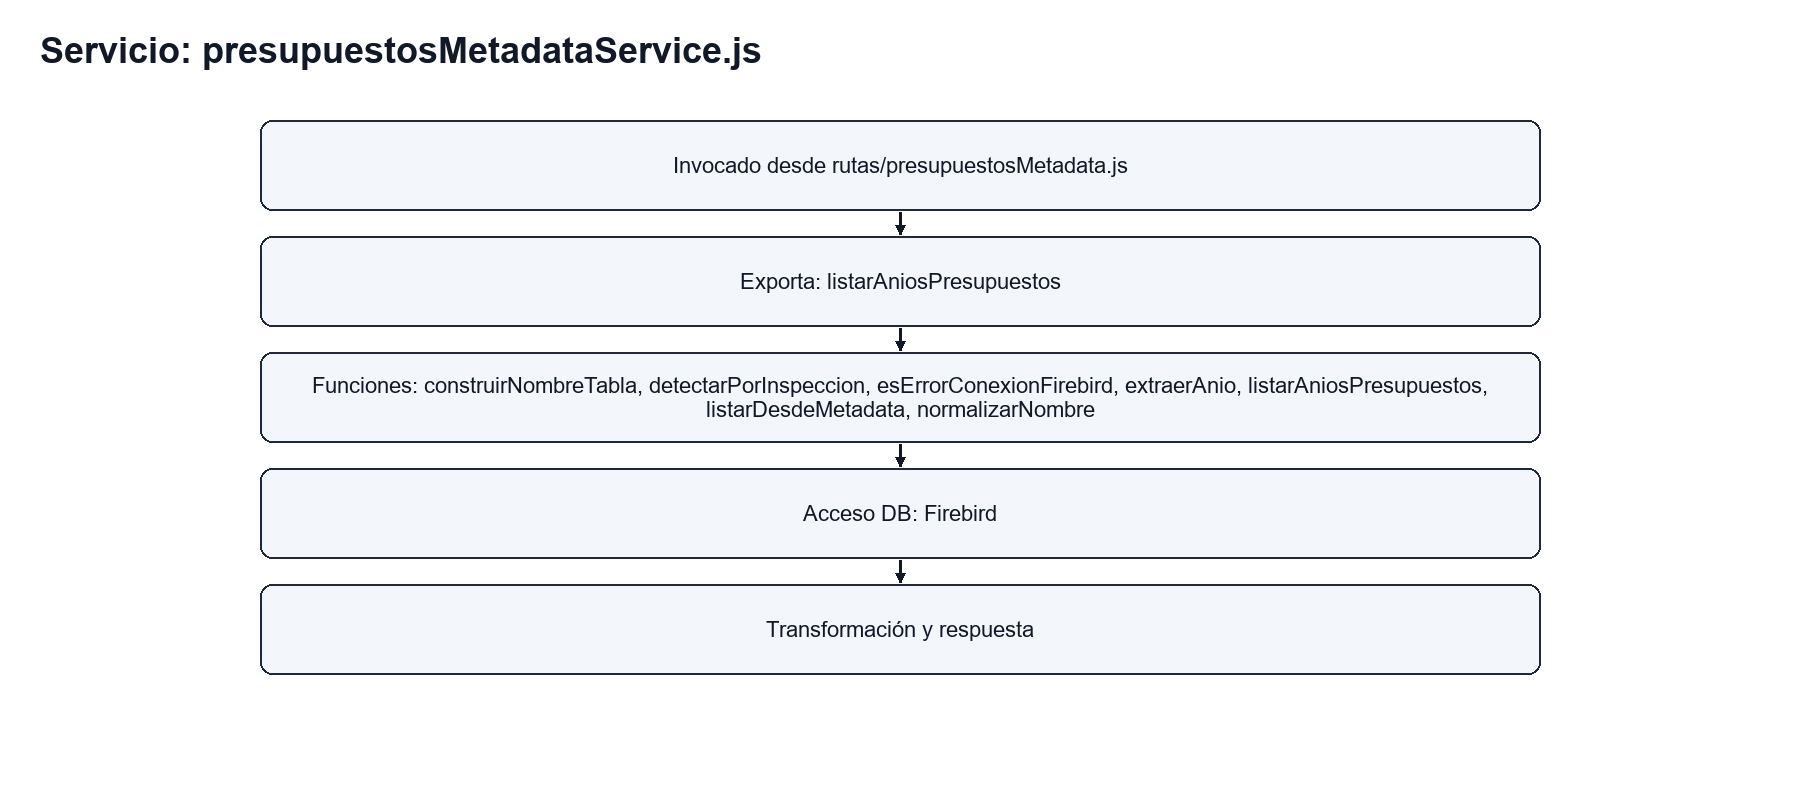 Servicio: presupuestosMetadataService.js
Invocado desde rutas/presupuestosMetadata.js
Exporta: listarAniosPresupuestos
Funciones: construirNombreTabla, detectarPorInspeccion, esErrorConexionFirebird, extraerAnio, listarAniosPresupuestos,
listarDesdeMetadata, normalizarNombre
Acceso DB: Firebird
Transformación y respuesta